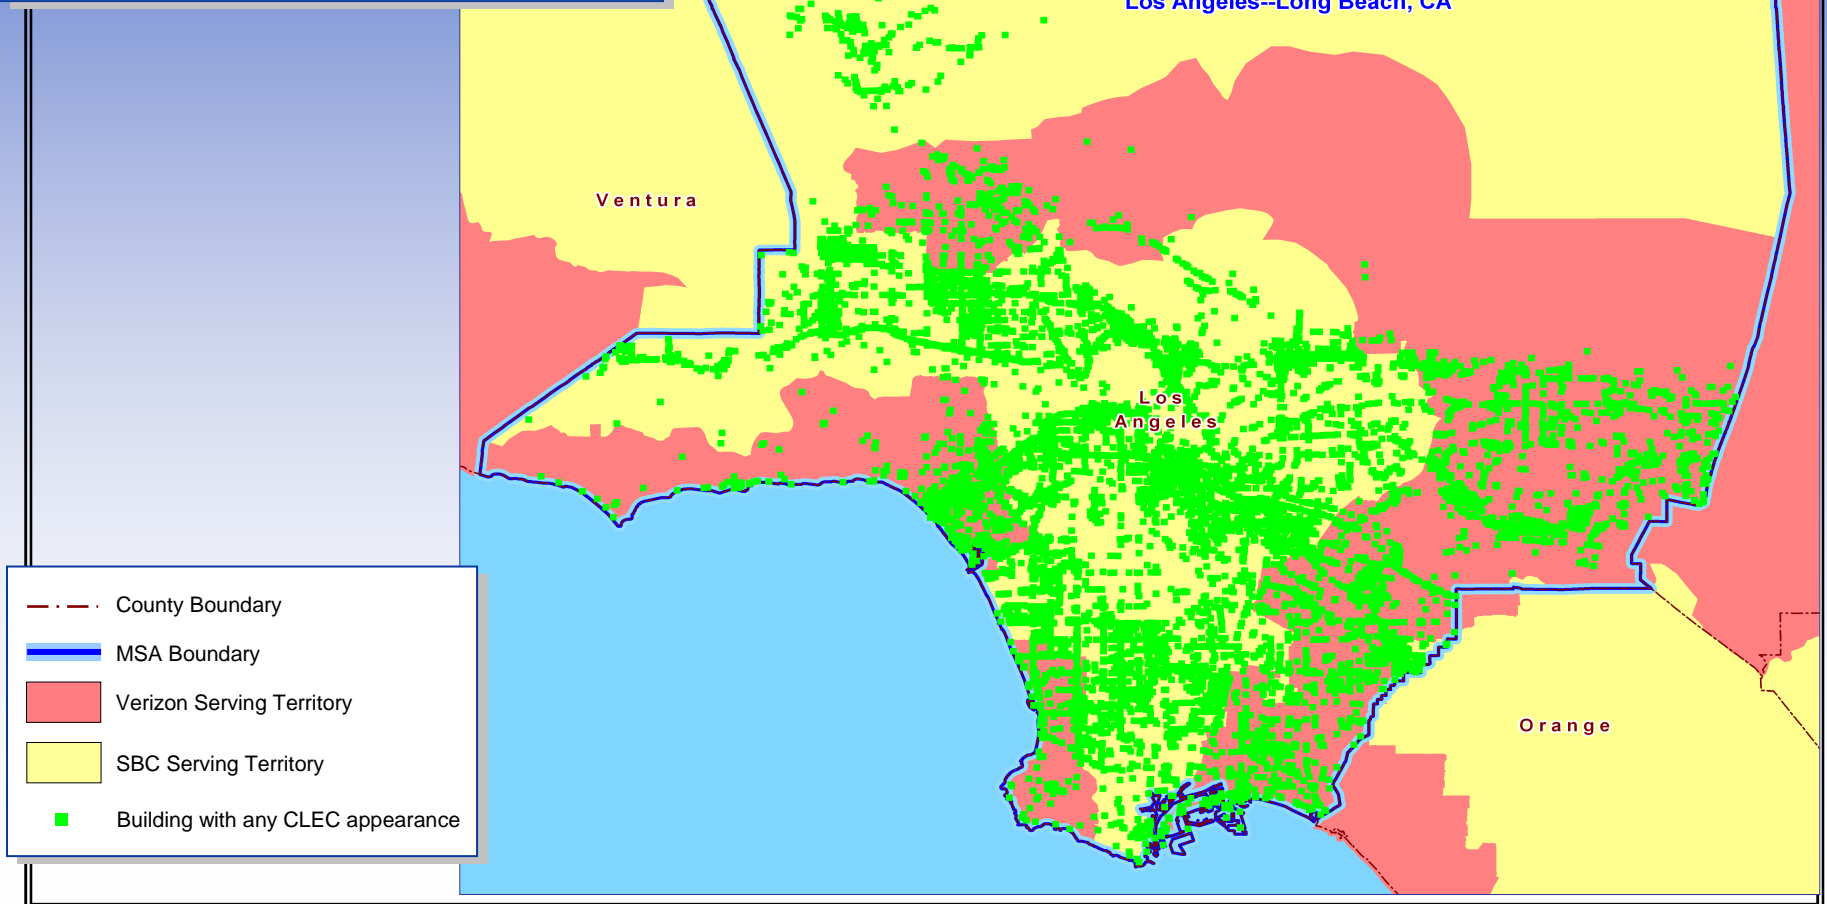 Los Angeles--Long Beach, CA
Ventura
Los
Angeles
Orange
County Boundary
MSA Boundary
Verizon Serving Territory
SBC Serving Territory
Building with any CLEC appearance